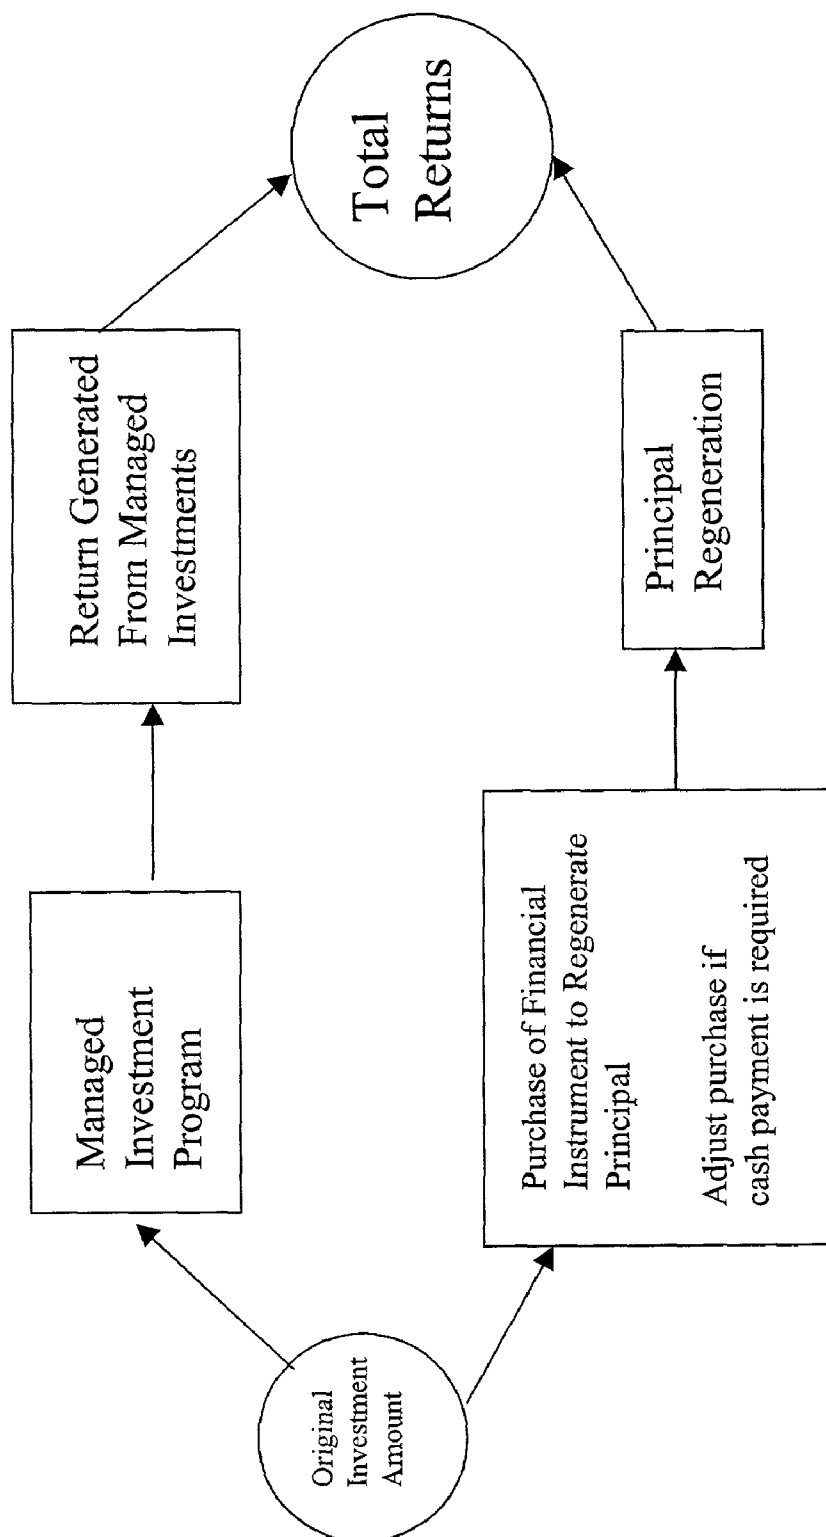 Original
Investment
Amount
Managed
Investment
Program
Return Generated
From Managed
Investments
Purchase of Financial
Instrument to Regenerate
Principal
Adjust purchase if
cash payment is required
Principal
Regeneration
Total
Returns